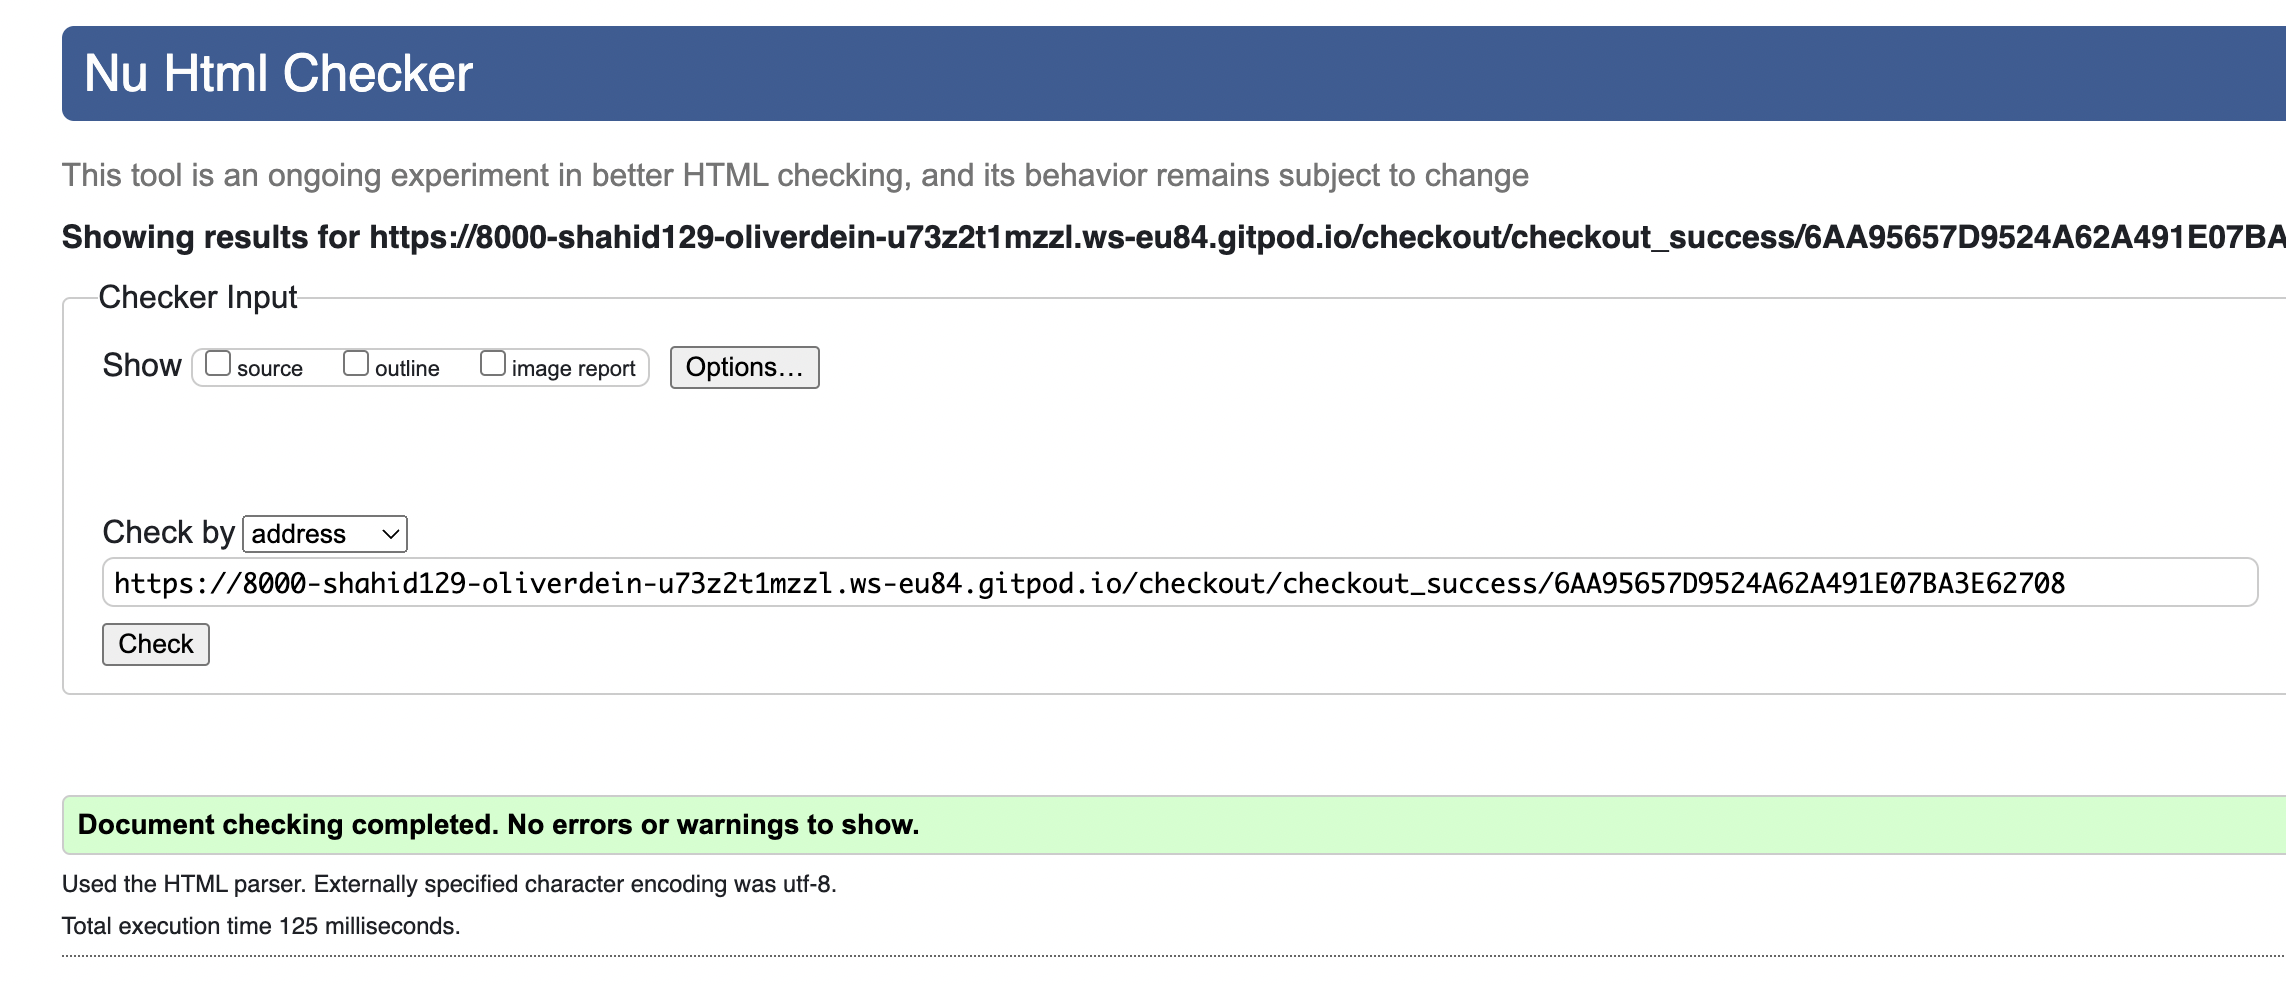 Nu Html Checker
This tool is an ongoing experiment in better HTML checking, and its behavior remains subject to change
Showing results for https://8000-shahid129-oliverdein-u73z2t1mzzl.ws-eu84.gitpod.io/checkout/checkout_success/6AA95657D9524A62A491E07BA
Checker Input
Show source outline image report Options...
Check by address
https://8000-shahid129-oliverdein-u73z2t1mzzl.ws-eu84.gitpod.io/checkout/checkout_success/6AA95657D9524A62A491E07BA3E62708
Check
Document checking completed. No errors or warnings to show.
Used the HTML parser. Externally specified character encoding was utf-8.
Total execution time 125 milliseconds.